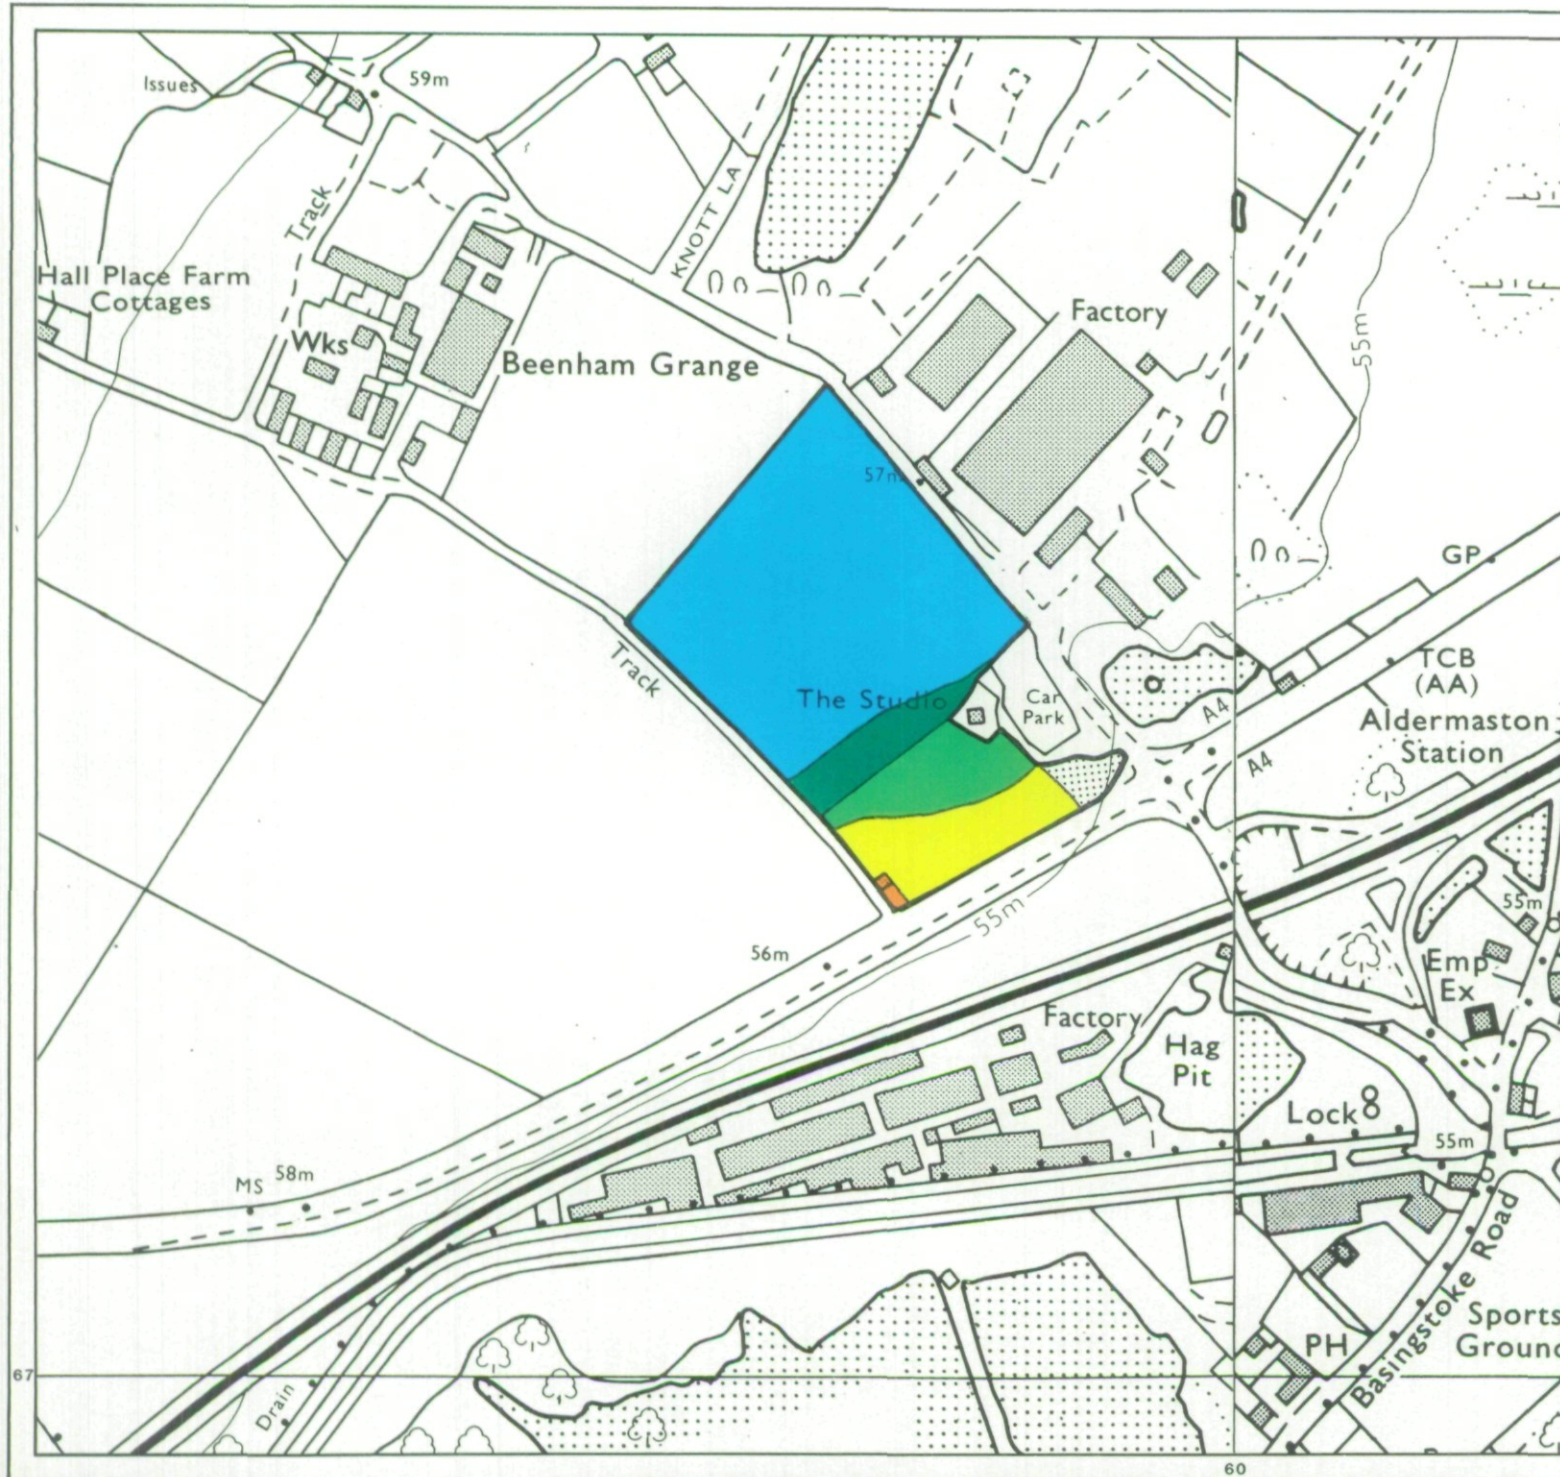 59m
Issues
KNOTT LA
Track
Hall Place Farm
Cottages
Factory
Wks
55m
Beenham Grange
57m
GP
Track
TCB
(AA)
The Studio
Car
Park
A4
Aldermaston
Station
A4
55m
55m
56m
Emp
Ex
Factory
Hag
Pit
Lock
55m
MS
58m
Basingstoke Road
Sports
PH
67
Drain
60